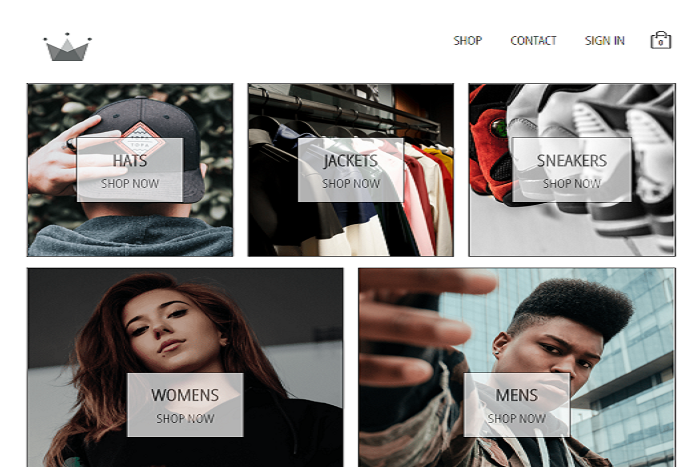 SHOP CONTACT SIGN IN
0
HATS
SHOP NOW
JACKETS
SHOP NOW
SNEAKERS
SHOP NOW
WOMENS
SHOP NOW
MENS
SHOP NOW